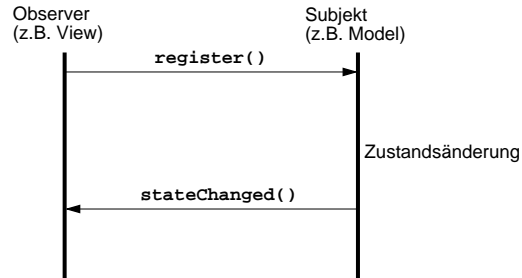 Observer
(z.B. View)
Subjekt
(z.B. Model)
register()
Zustandsänderung
stateChanged()